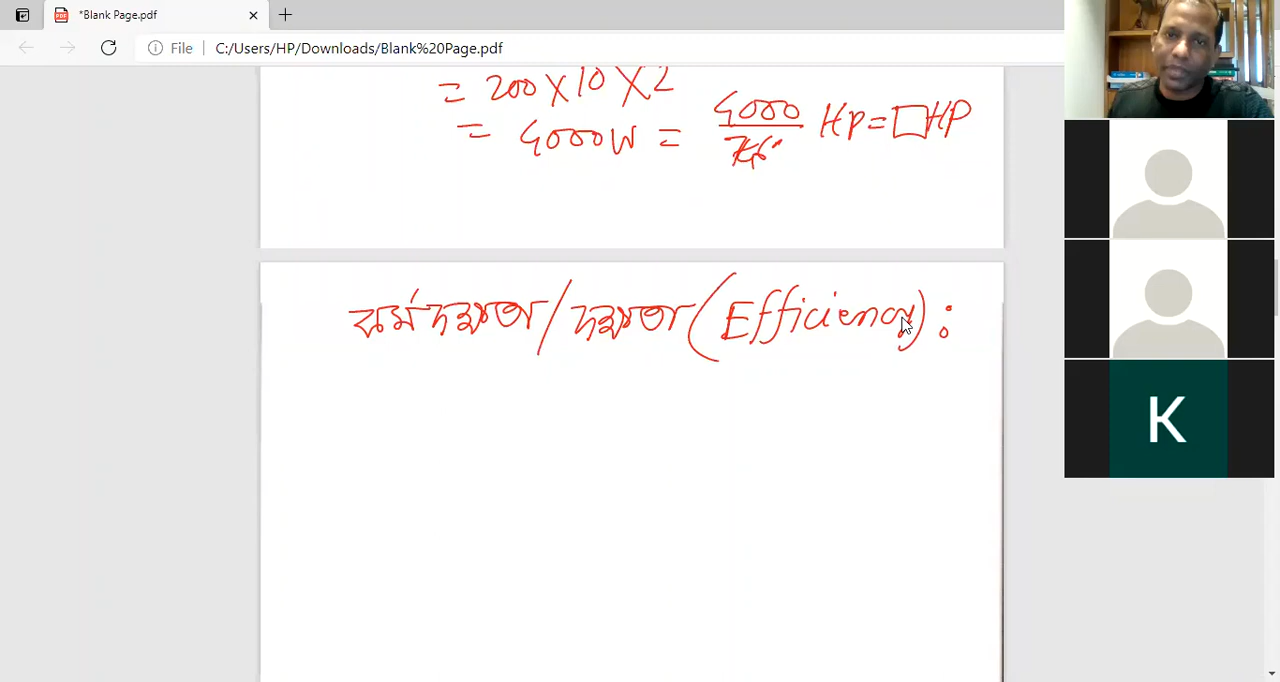 *Blank Page.pdf
File C:/Users/HP/Downloads/Blank%20Page.pdf
= 200 X 10 X 2
= 4000W = 4000/746 HP = □ HP
কর্মদক্ষতা/দক্ষতা (Efficiency):
K